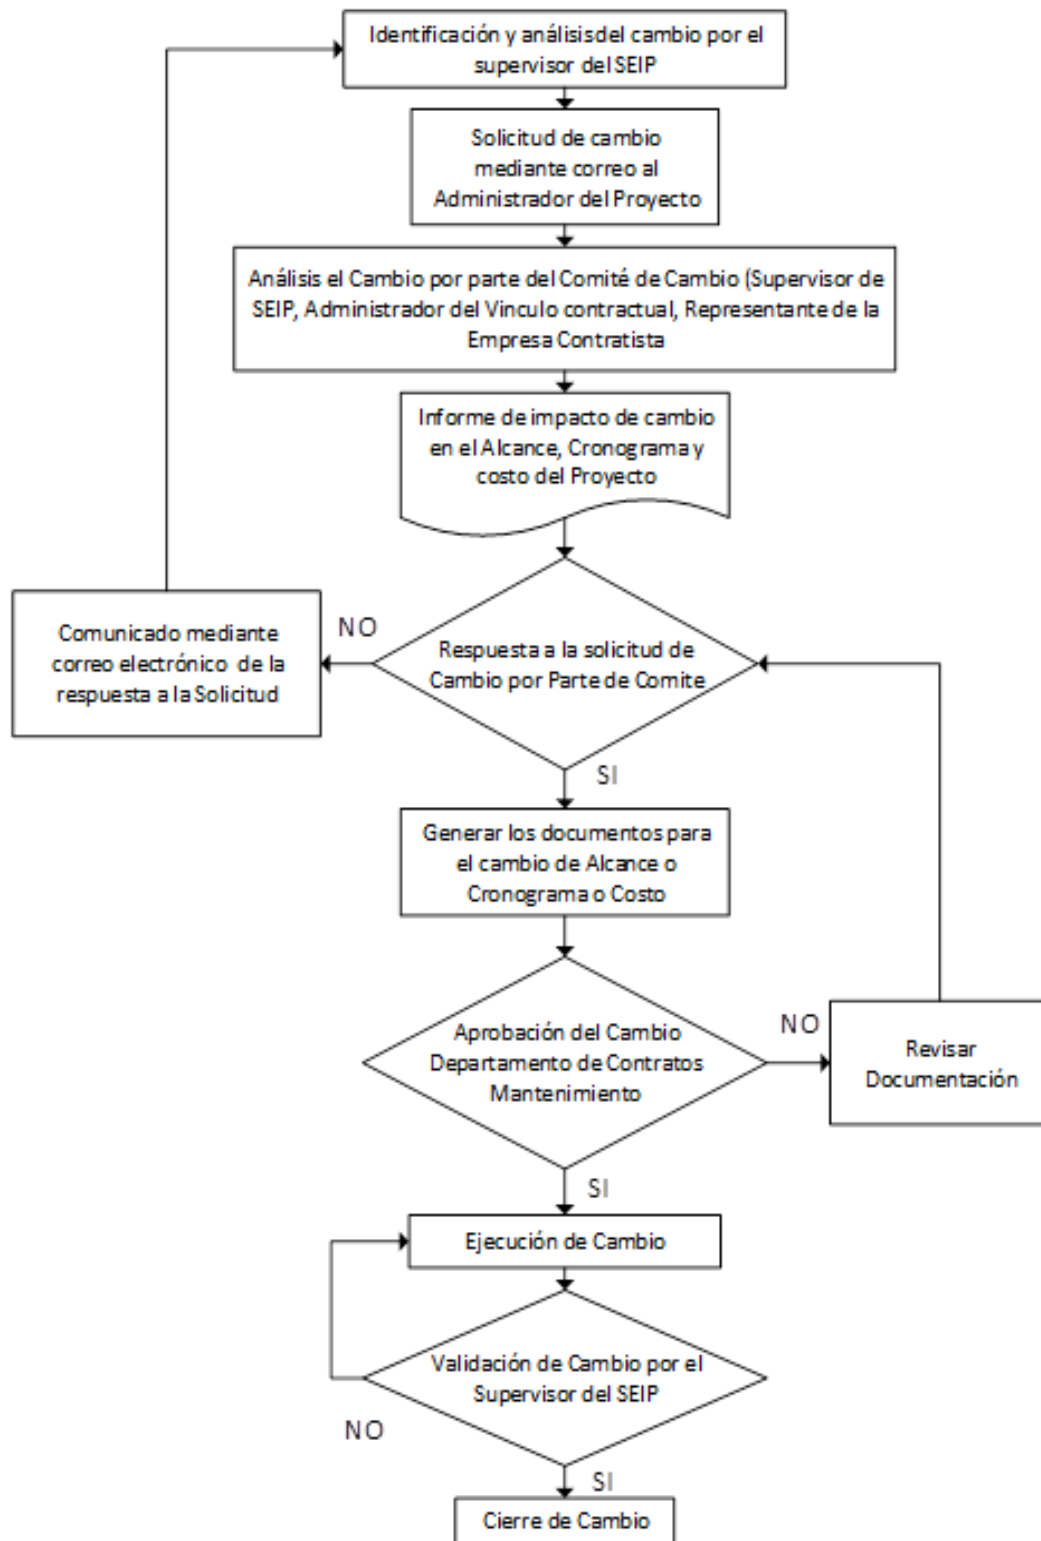 Identificación y análisis del cambio por el
supervisor del SEIP
Solicitud de cambio
mediante correo al
Administrador del Proyecto
Análisis el Cambio por parte del Comité de Cambio (Supervisor de
SEIP, Administrador del Vinculo contractual, Representante de la
Empresa Contratista
Informe de impacto de cambio
en el Alcance, Cronograma y
costo del Proyecto
Respuesta a la solicitud de
Cambio por Parte de Comite
NO
Comunicado mediante
correo electrónico de la
respuesta a la Solicitud
SI
Generar los documentos para
el cambio de Alcance o
Cronograma o Costo
Aprobación del Cambio
Departamento de Contratos
Mantenimiento
NO
Revisar
Documentación
SI
Ejecución de Cambio
Validación de Cambio por el
Supervisor del SEIP
NO
SI
Cierre de Cambio